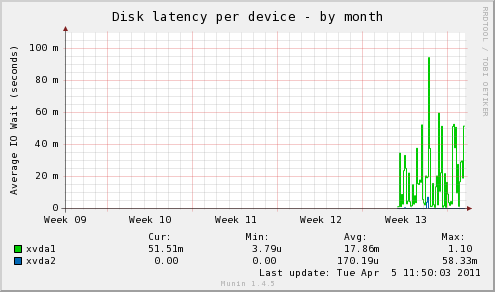 Disk latency per device - by month
RRDTOOL / TOBI OETIKER
Average IO Wait (seconds)
100 m
80 m
60 m
40 m
20 m
0
Week 09 Week 10 Week 11 Week 12 Week 13
Cur: Min: Avg: Max:
xvda1 51.51m 3.79u 17.86m 1.10
xvda2 0.00 0.00 170.19u 58.33m
Last update: Tue Apr 5 11:50:03 2011
Munin 1.4.5